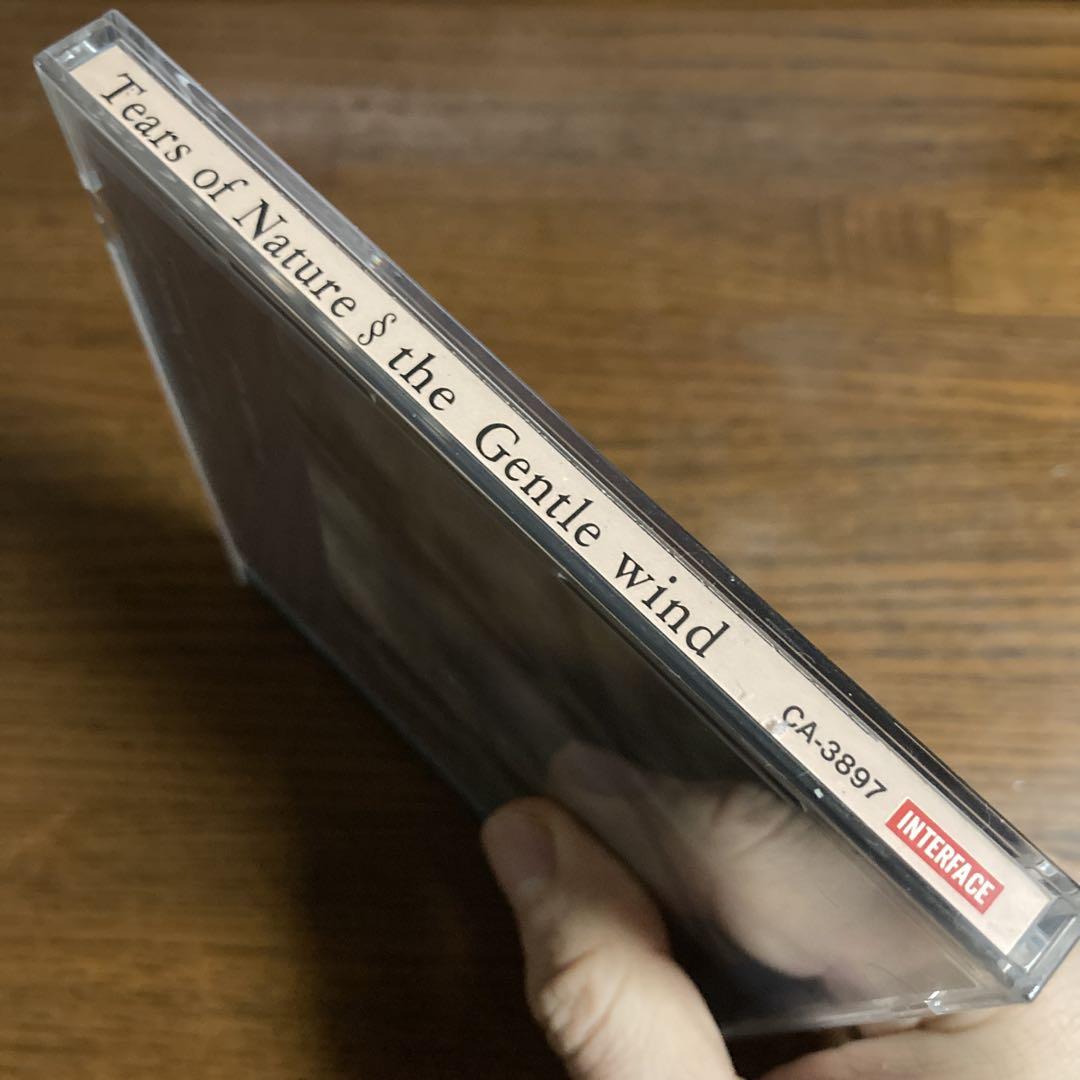 Tears of Nature § the Gentle wind
CA-3897
INTERFACE